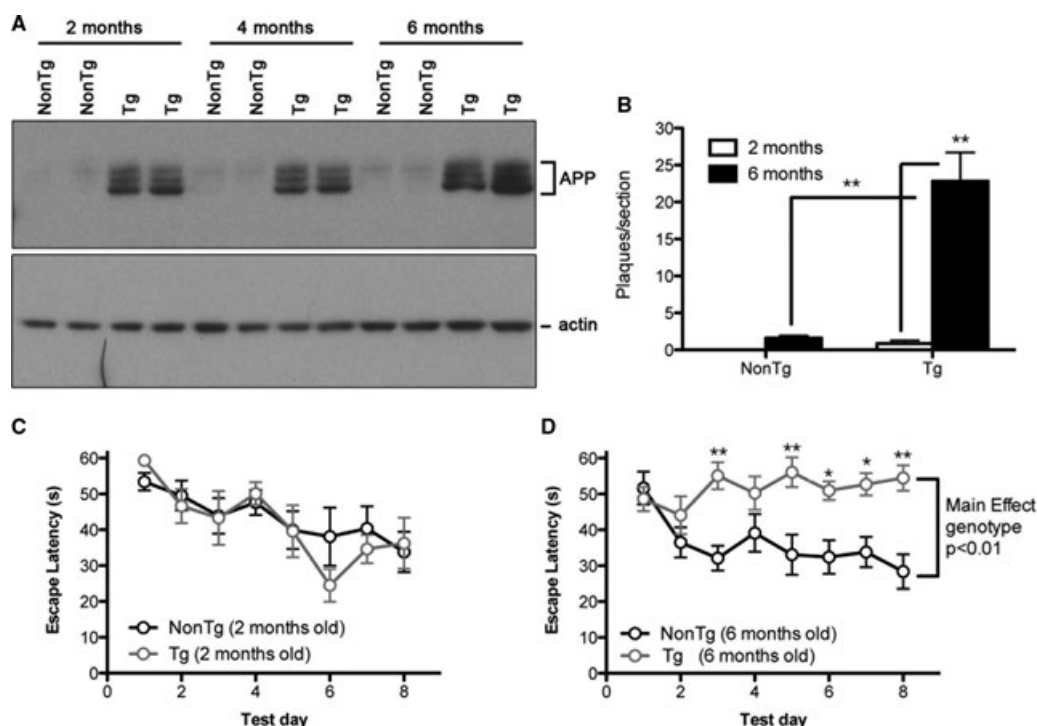 A
2 months 4 months 6 months
NonTg NonTg Tg Tg NonTg NonTg Tg Tg NonTg NonTg Tg Tg
APP
actin
B
30
25
20
15
10
5
0
Plaques/section
2 months
6 months
**
**
NonTg Tg
C
60
50
40
30
20
10
0
Escape Latency (s)
NonTg (2 months old)
Tg (2 months old)
0 2 4 6 8
Test day
D
60
50
40
30
20
10
0
Escape Latency (s)
** ** * * **
Main Effect
genotype
p<0.01
NonTg (6 months old)
Tg (6 months old)
0 2 4 6 8
Test day